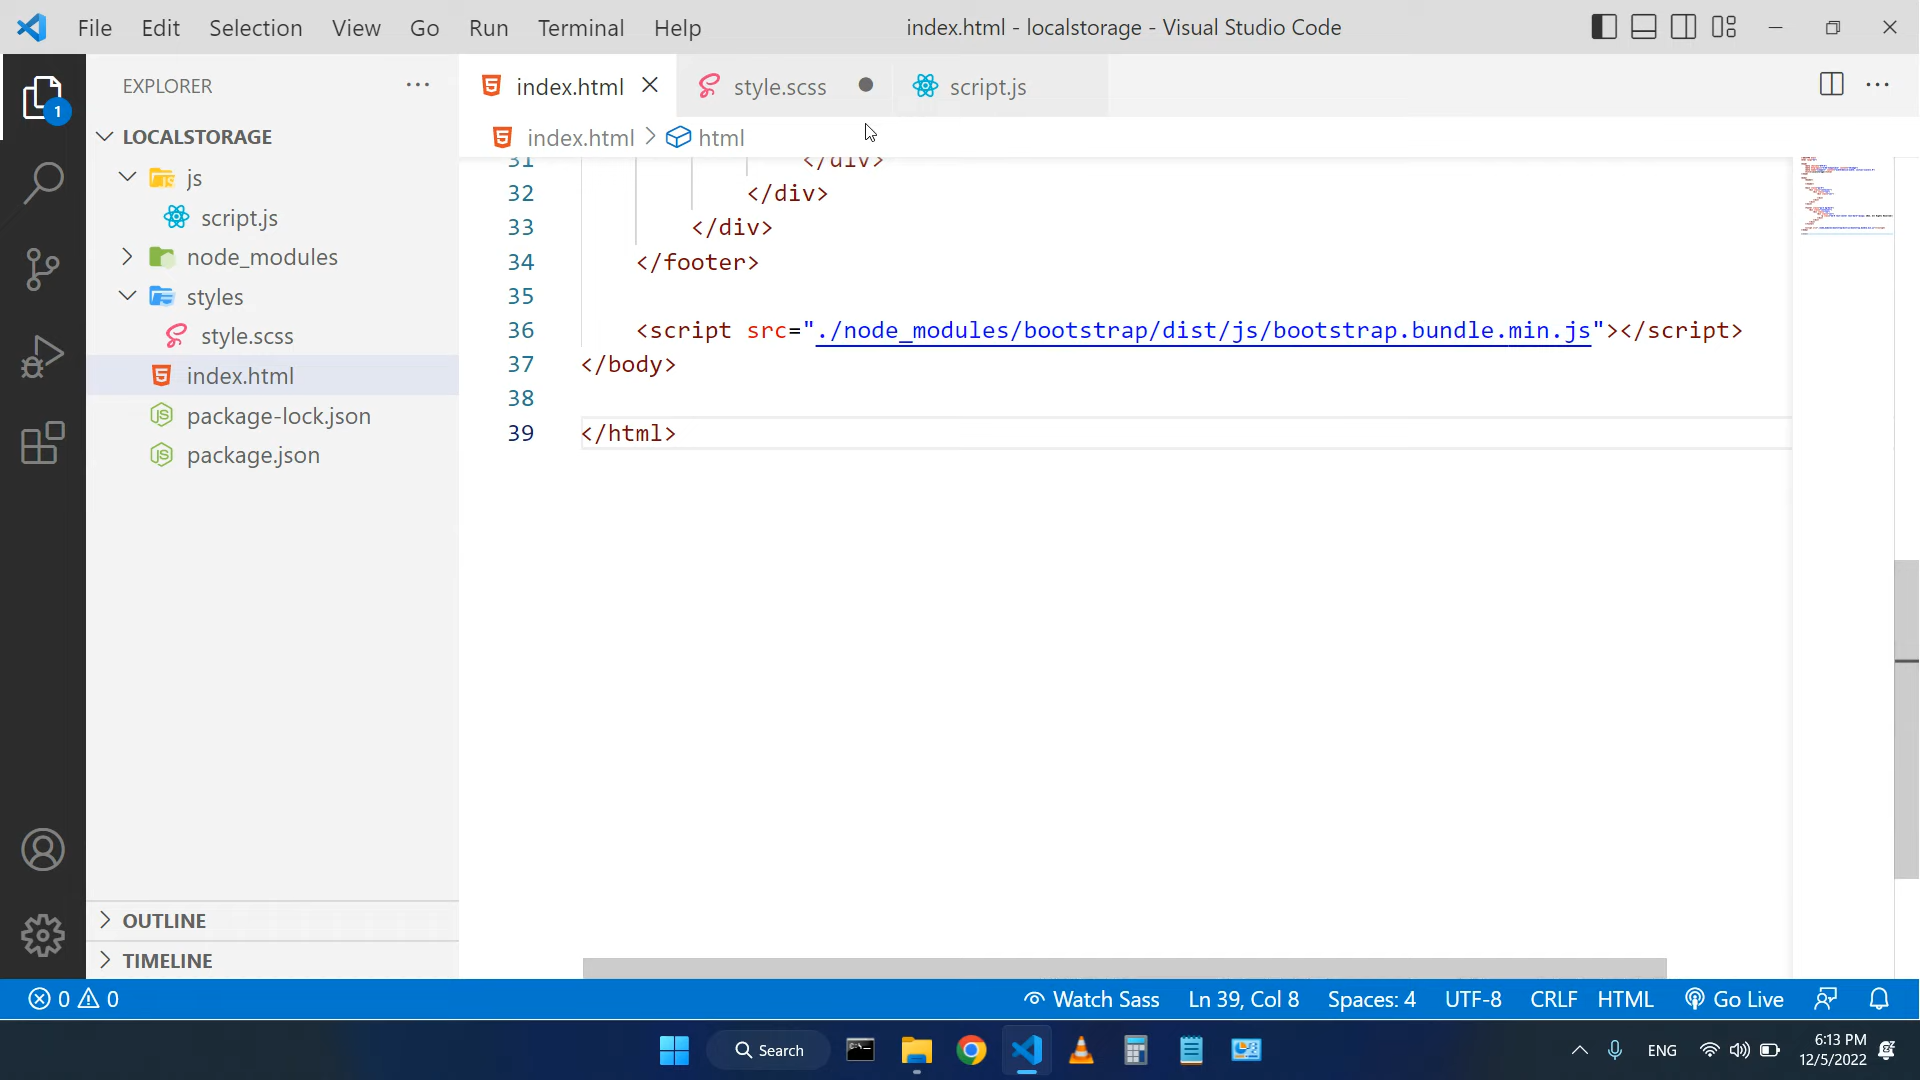 File Edit Selection View Go Run Terminal Help
index.html - localstorage - Visual Studio Code
EXPLORER
1
LOCALSTORAGE
js
script.js
node_modules
styles
style.scss
index.html
package-lock.json
package.json
OUTLINE
TIMELINE
index.html
style.scss
script.js
index.html > html
31 </div>
32 </div>
33 </div>
34 </footer>
35
36 <script src="./node_modules/bootstrap/dist/js/bootstrap.bundle.min.js"></script>
37 </body>
38
39 </html>
0 0
Watch Sass
Ln 39, Col 8
Spaces: 4
UTF-8
CRLF
HTML
Go Live
Search
ENG
6:13 PM
12/5/2022